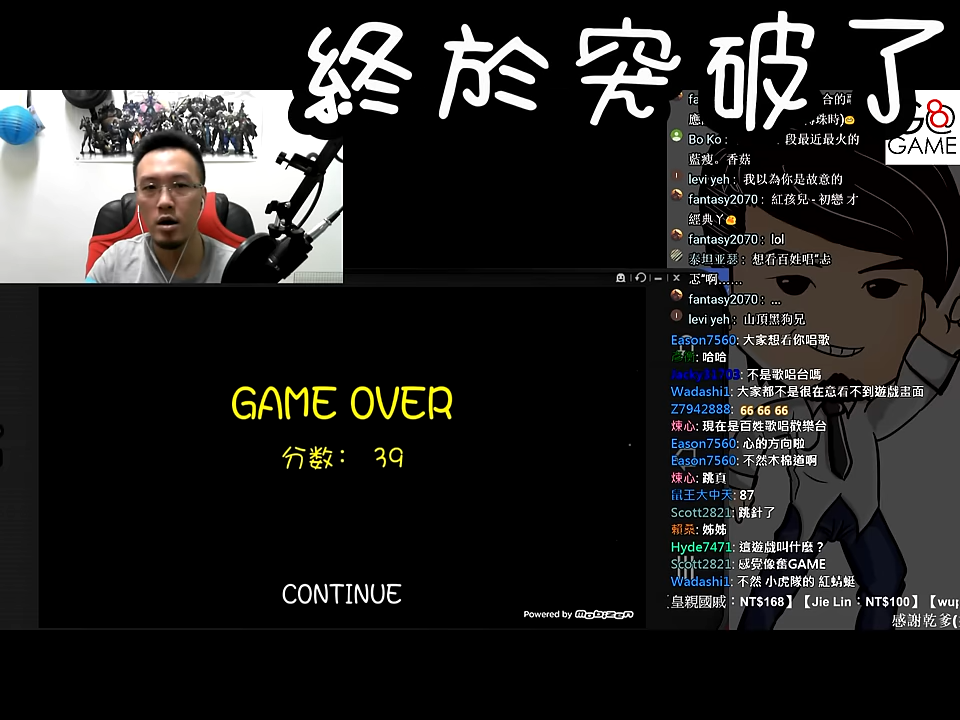 終於突破了
G8
GAME
合的
Bo Ko :
段最近最火的
藍瘦。香菇
levi yeh : 我以為你是故意的
fantasy2070 : 紅孩兒 - 初戀 才
經典丫
fantasy2070 : lol
泰坦亞瑟 : 想看百姓唱"忐
忑"啊......
fantasy2070 : ...
levi yeh : 山頂黑狗兄
Eason7560: 大家想看你唱歌
哈哈
不是歌唱台嗎
Wadashi1: 大家都不是很在意看不到遊戲畫面
Z7942888: 66 66 66
煉心: 現在是百姓歌唱歡樂台
Eason7560: 心的方向啦
Eason7560: 不然木棉道啊
煉心: 跳頁
鼠王大中天: 87
Scott2821: 跳針了
賴桑: 姊姊
Hyde7471: 這遊戲叫什麼？
Scott2821: 感覺像舊GAME
Wadashi1: 不然 小虎隊的 紅蜻蜓
皇親國戚：NT$168】【Jie Lin：NT$100】【wup
感謝乾爹(
GAME OVER
分数： 39
CONTINUE
Powered by Mobizen